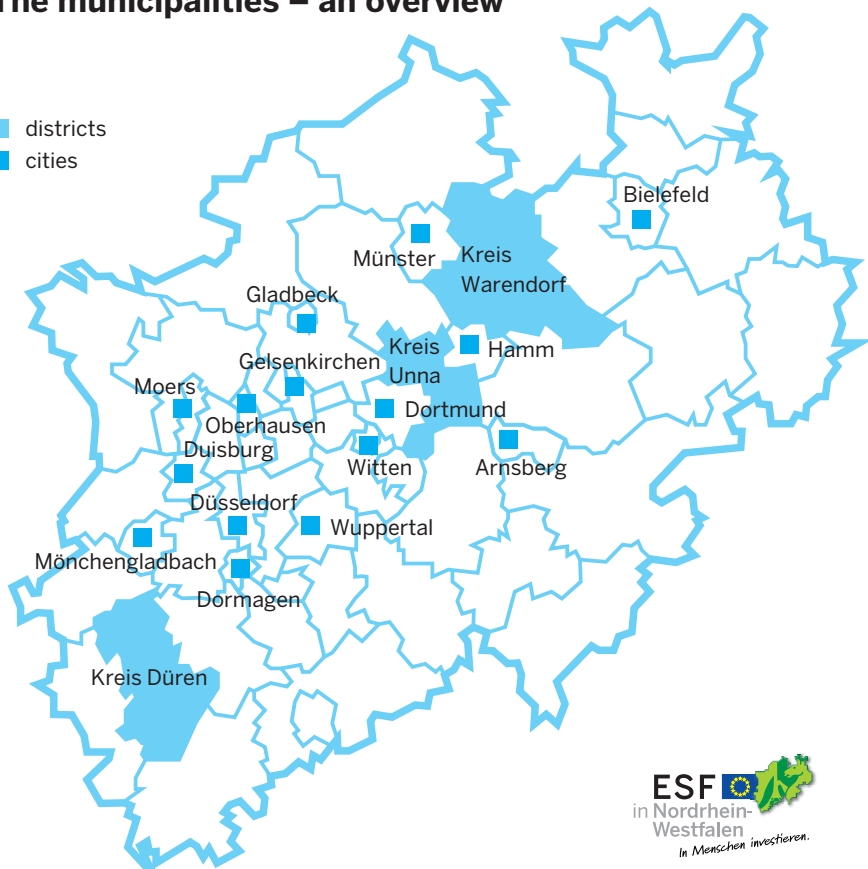 The municipalities – an overview
districts
cities
Bielefeld
Münster
Kreis
Warendorf
Gladbeck
Kreis
Unna
Hamm
Gelsenkirchen
Moers
Oberhausen
Dortmund
Duisburg
Witten
Arnsberg
Düsseldorf
Wuppertal
Mönchengladbach
Dormagen
Kreis Düren
ESF
in Nordrhein-
Westfalen
In Menschen investieren.